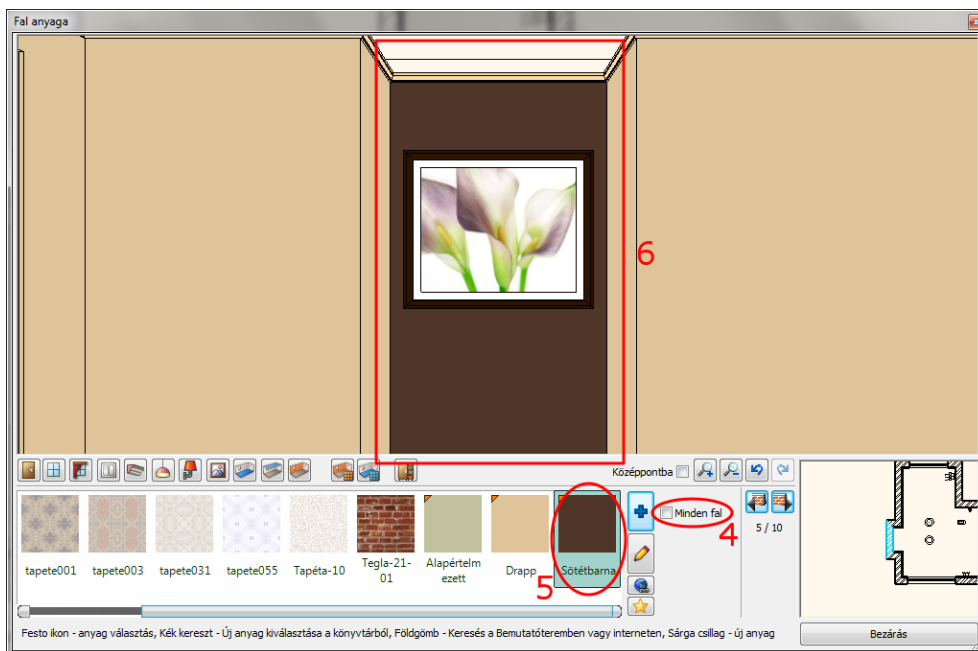 Fal anyaga
6
Középpontba
Minden fal
4
5 / 10
tapete001
tapete003
tapete031
tapete055
Tapéta-10
Tegla-21-
01
Alapértelm
ezett
Drapp
Sötétbarna
5
Festo ikon - anyag választás, Kék kereszt - Új anyag kiválasztása a könyvtárból, Földgömb - Keresés a Bemutatóteremben vagy interneten, Sárga csillag - új anyag
Bezárás